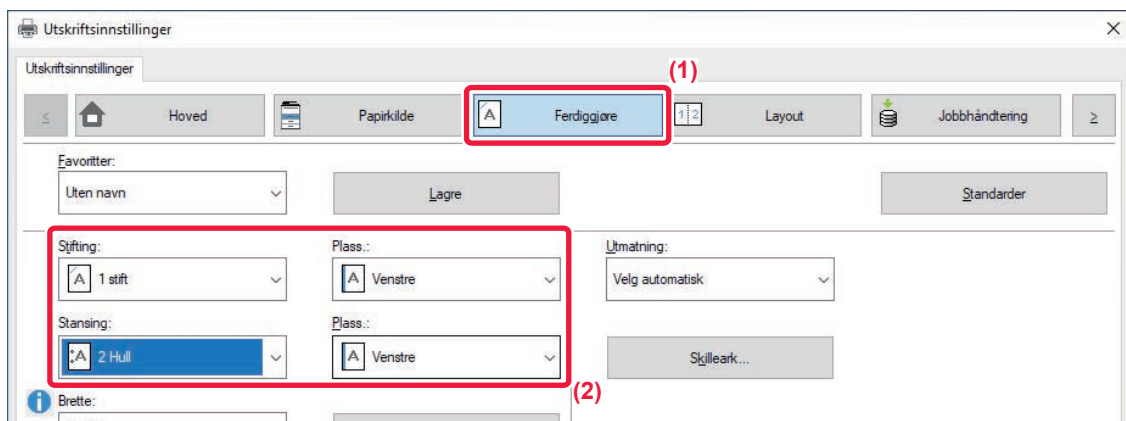 Utskriftsinnstillinger
Utskriftsinnstillinger
(1)
Hoved Papirkilde Ferdiggjøre Layout Jobbhåndtering
Favoritter:
Uten navn Lagre Standarder
Stifting: Plass.: Utmatning:
1 stift Venstre Velg automatisk
Stansing: Plass.:
2 Hull Venstre Skilleark...
(2)
Brette: